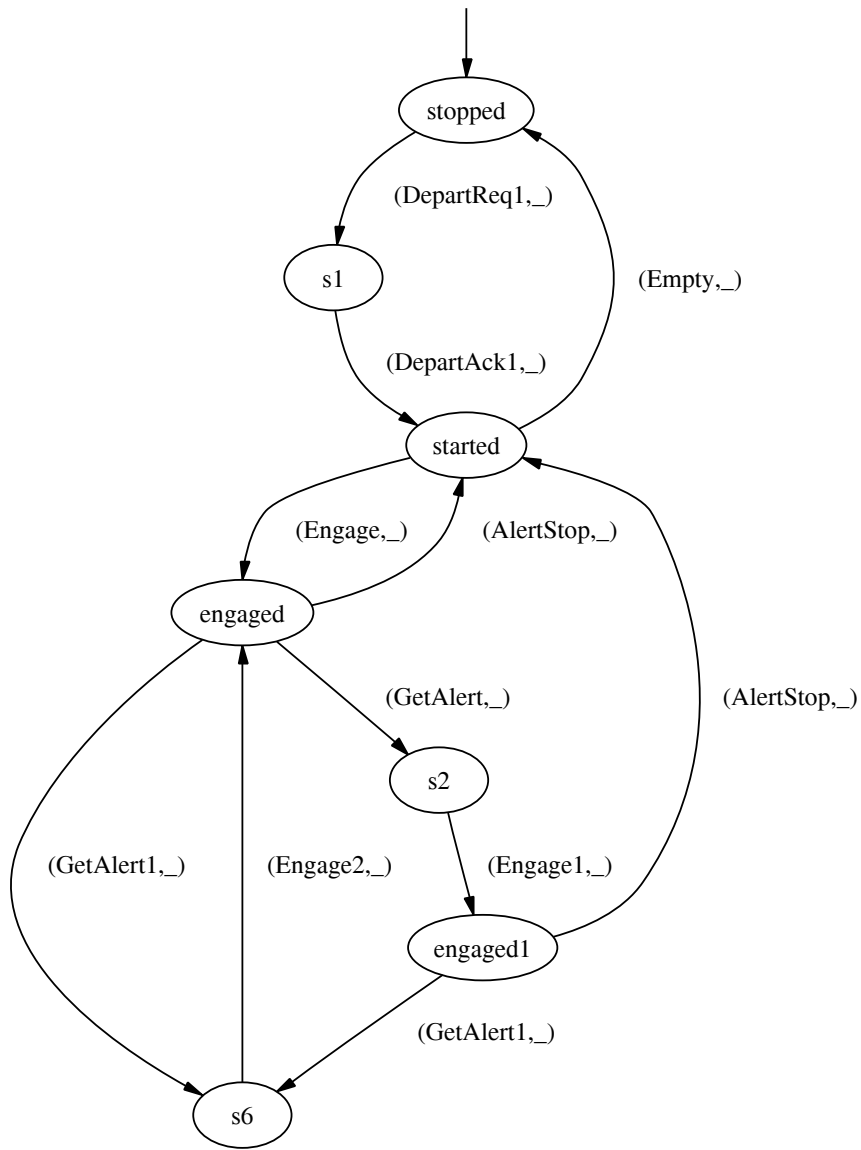 stopped
(DepartReq1,_)
s1
(Empty,_)
(DepartAck1,_)
started
(Engage,_)
(AlertStop,_)
engaged
(GetAlert,_)
(AlertStop,_)
s2
(GetAlert1,_)
(Engage2,_)
(Engage1,_)
engaged1
(GetAlert1,_)
s6